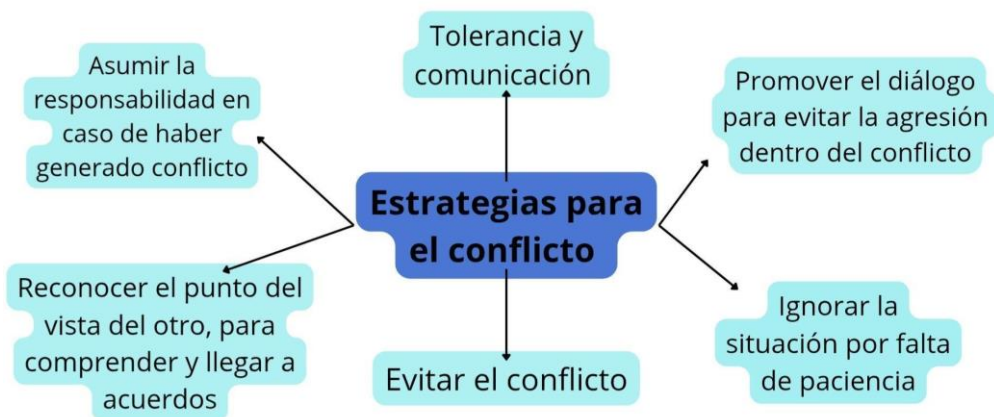 Tolerancia y
comunicación
Asumir la
responsabilidad en
caso de haber
generado conflicto
Promover el diálogo
para evitar la agresión
dentro del conflicto
Estrategias para
el conflicto
Reconocer el punto del
vista del otro, para
comprender y llegar a
acuerdos
Evitar el conflicto
Ignorar la
situación por falta
de paciencia